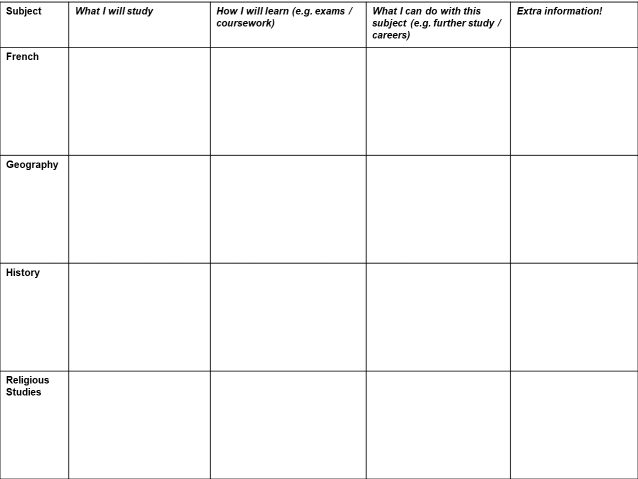 Subject
What I will study
How I will learn (e.g. exams /
coursework)
What I can do with this
subject (e.g. further study /
careers)
Extra information!
French
Geography
History
Religious
Studies